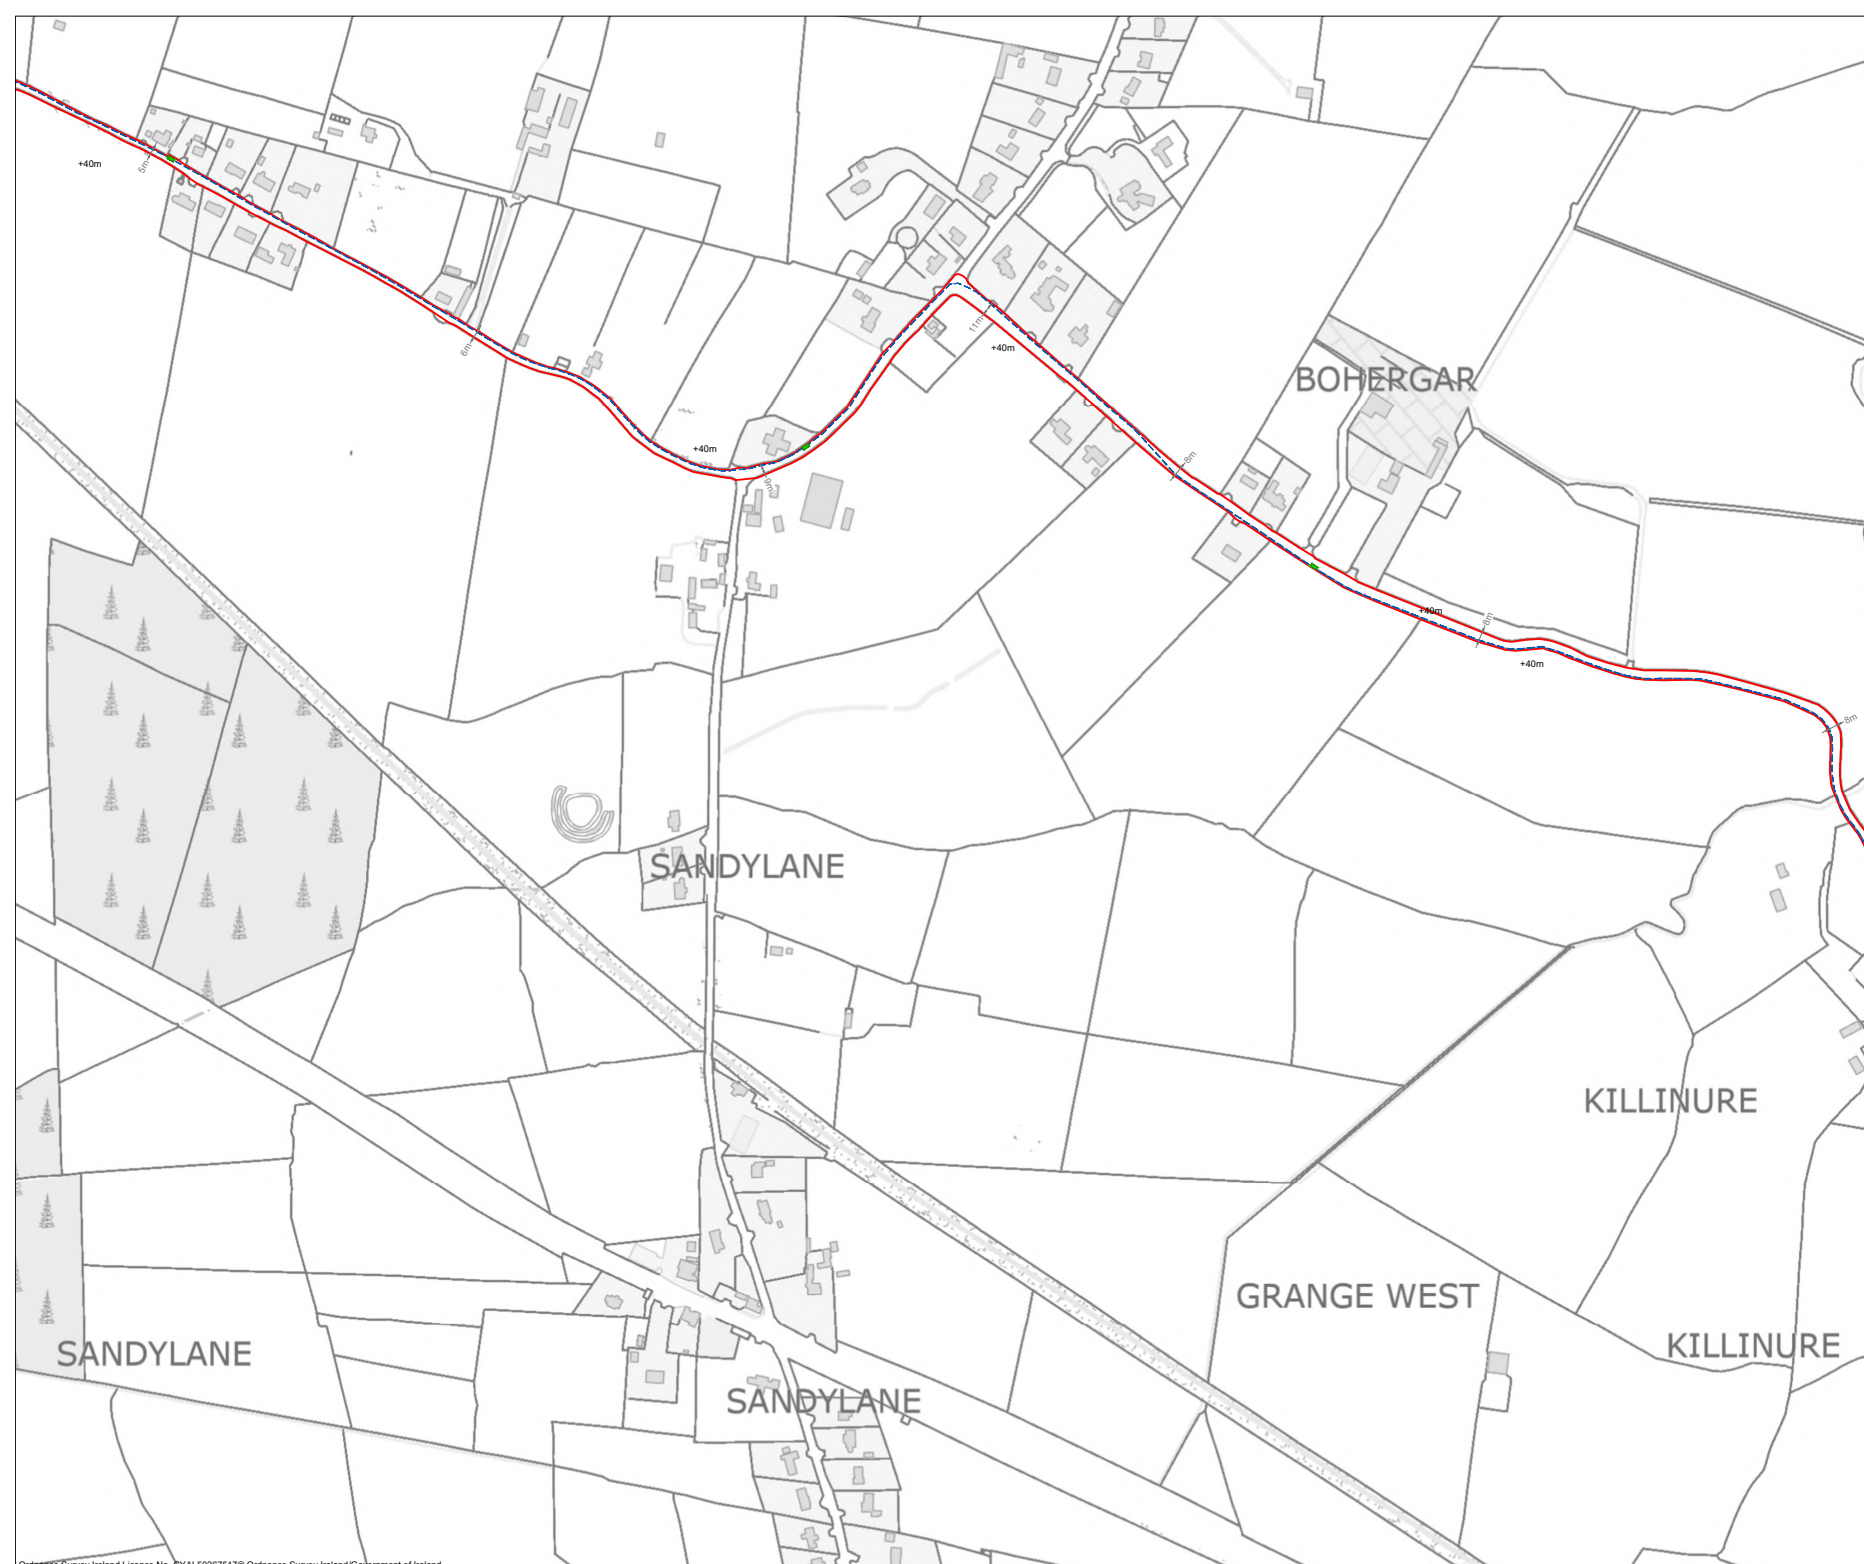 +40m
5m
6m
+40m
9m
11m
+40m
8m
BOHERGAR
+40m
8m
+40m
8m
SANDYLANE
KILLINURE
GRANGE WEST
KILLINURE
SANDYLANE
SANDYLANE